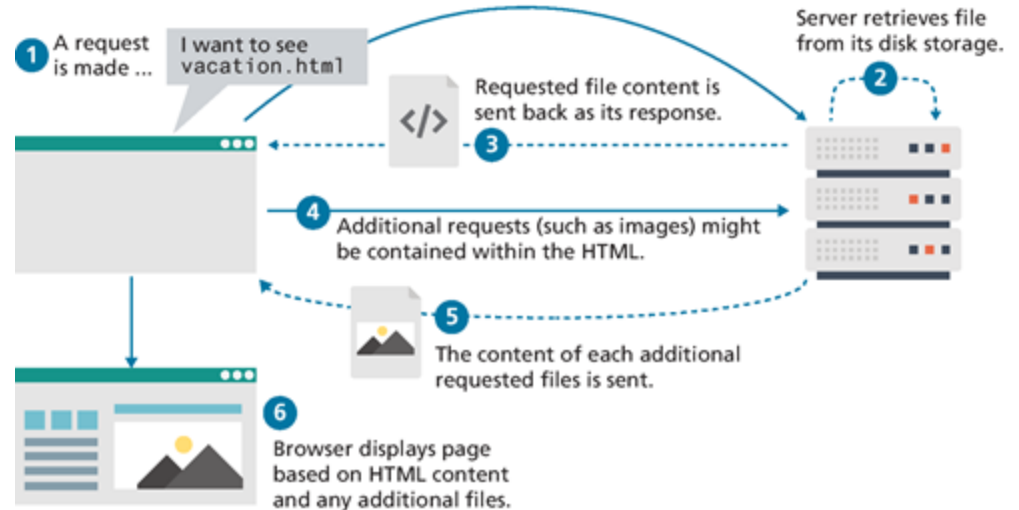 1
A request
is made ...
I want to see
vacation.html
Server retrieves file
from its disk storage.
2
Requested file content is
sent back as its response.
</>
3
4
Additional requests (such as images) might
be contained within the HTML.
5
The content of each additional
requested files is sent.
6
Browser displays page
based on HTML content
and any additional files.